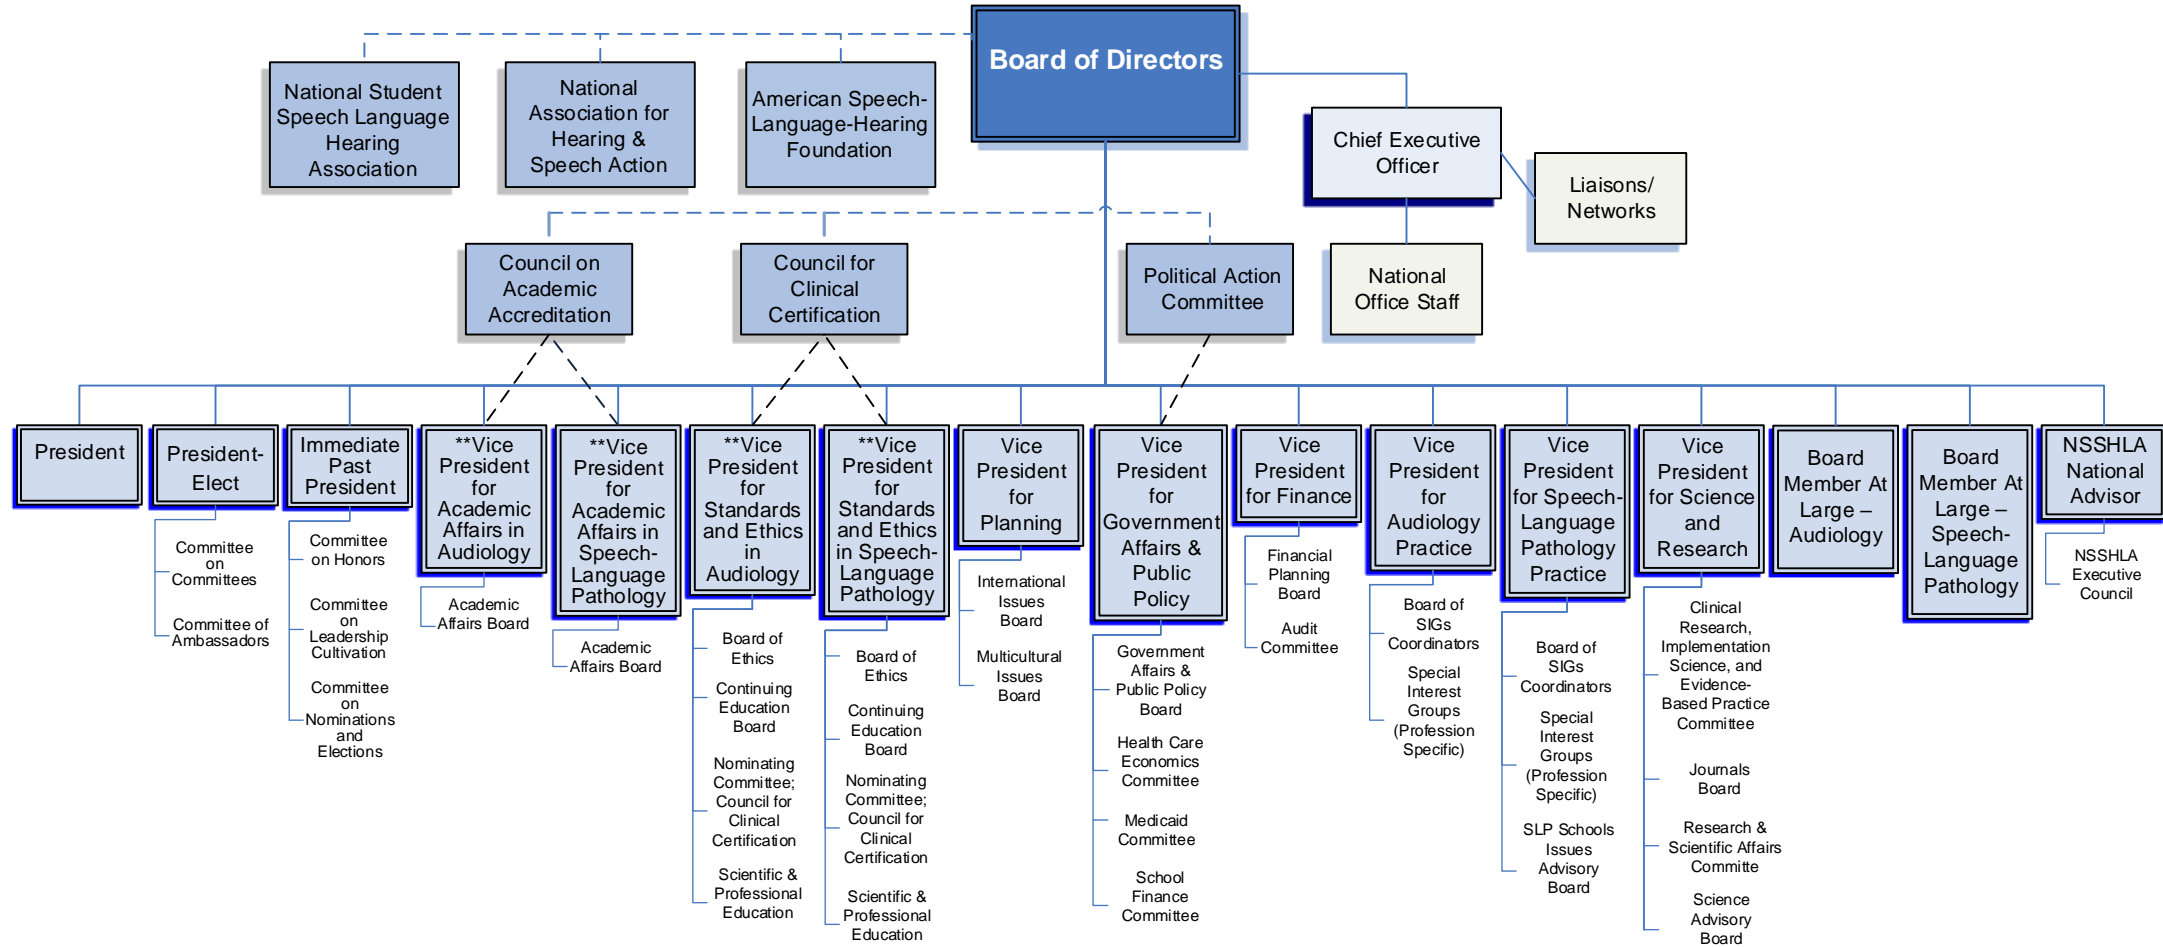 Board of Directors
National Student
Speech Language
Hearing
Association
National
Association for
Hearing &
Speech Action
American Speech-
Language-Hearing
Foundation
Chief Executive
Officer
Liaisons/
Networks
National
Office Staff
Council on
Academic
Accreditation
Council for
Clinical
Certification
Political Action
Committee
President
President-
Elect
Committee
on
Committees
Committee of
Ambassadors
Immediate
Past
President
Committee
on Honors
Committee
on
Leadership
Cultivation
Committee
on
Nominations
and
Elections
**Vice
President
for
Academic
Affairs in
Audiology
Academic
Affairs Board
**Vice
President for
Academic
Affairs in
Speech-
Language
Pathology
Academic
Affairs Board
**Vice
President
for
Standards
and Ethics
in
Audiology
Board of
Ethics
Continuing
Education
Board
Nominating
Committee;
Council for
Clinical
Certification
Scientific &
Professional
Education
**Vice
President
for
Standards
and Ethics
in Speech-
Language
Pathology
Board of
Ethics
Continuing
Education
Board
Nominating
Committee;
Council for
Clinical
Certification
Scientific &
Professional
Education
Vice
President
for
Planning
International
Issues
Board
Multicultural
Issues
Board
Vice
President
for
Government
Affairs &
Public
Policy
Government
Affairs &
Public Policy
Board
Health Care
Economics
Committee
Medicaid
Committee
School
Finance
Committee
Vice
President
for Finance
Financial
Planning
Board
Audit
Committee
Vice
President
for
Audiology
Practice
Board of
SIGs
Coordinators
Special
Interest
Groups
(Profession
Specific)
Vice
President
for Speech-
Language
Pathology
Practice
Board of
SIGs
Coordinators
Special
Interest
Groups
(Profession
Specific)
SLP Schools
Issues
Advisory
Board
Vice
President
for Science
and
Research
Clinical
Research,
Implementation
Science, and
Evidence-
Based Practice
Committee
Journals
Board
Research &
Scientific Affairs
Committe
Science
Advisory
Board
Board
Member At
Large –
Audiology
Board
Member At
Large –
Speech-
Language
Pathology
NSSHLA
National
Advisor
NSSHLA
Executive
Council